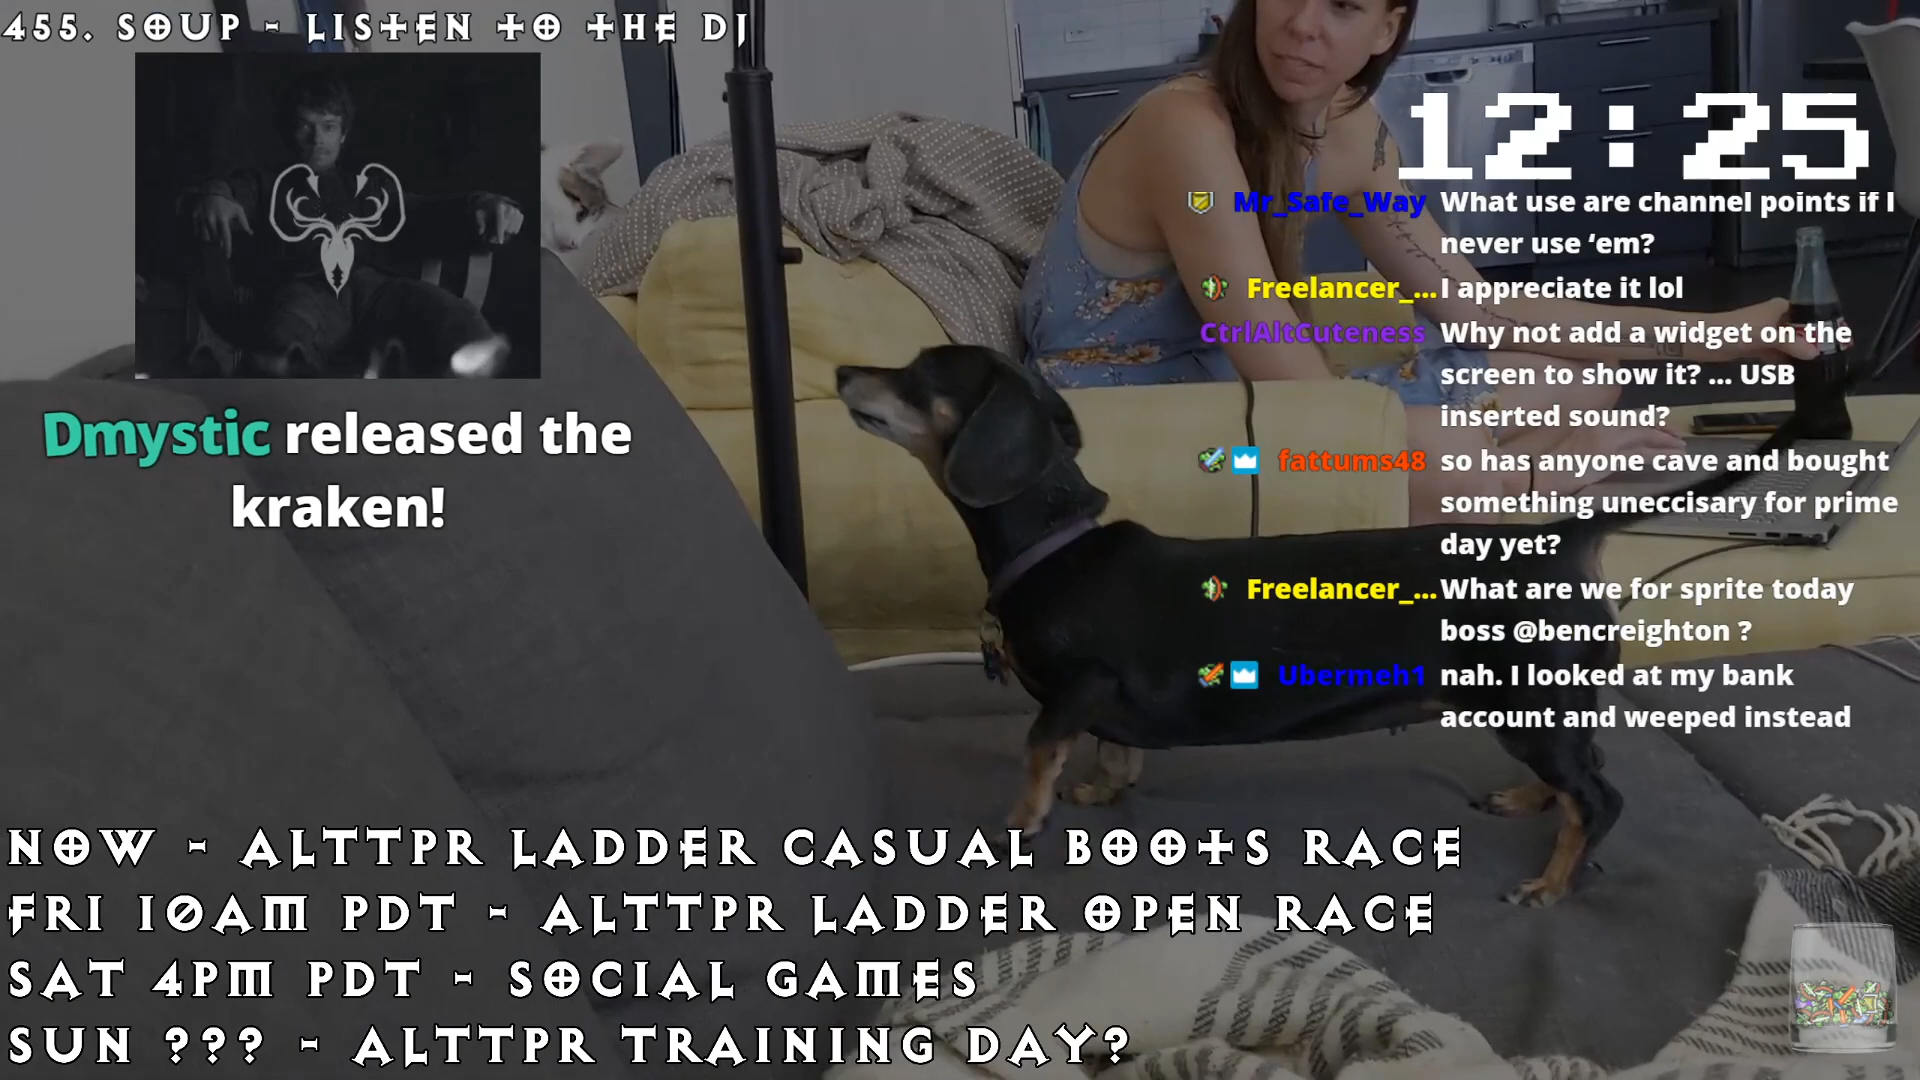 455. SOUP - LISTEN TO THE DJ
12:25
Dmystic released the
kraken!
Mr_Safe_Way What use are channel points if I
never use ‘em?
Freelancer_... I appreciate it lol
CtrlAltCuteness Why not add a widget on the
screen to show it? ... USB
inserted sound?
fattums48 so has anyone cave and bought
something uneccisary for prime
day yet?
Freelancer_... What are we for sprite today
boss @bencreighton ?
Ubermeh1 nah. I looked at my bank
account and weeped instead
NOW - ALTTPR LADDER CASUAL BOOTS RACE
FRI 10AM PDT - ALTTPR LADDER OPEN RACE
SAT 4PM PDT - SOCIAL GAMES
SUN ??? - ALTTPR TRAINING DAY?